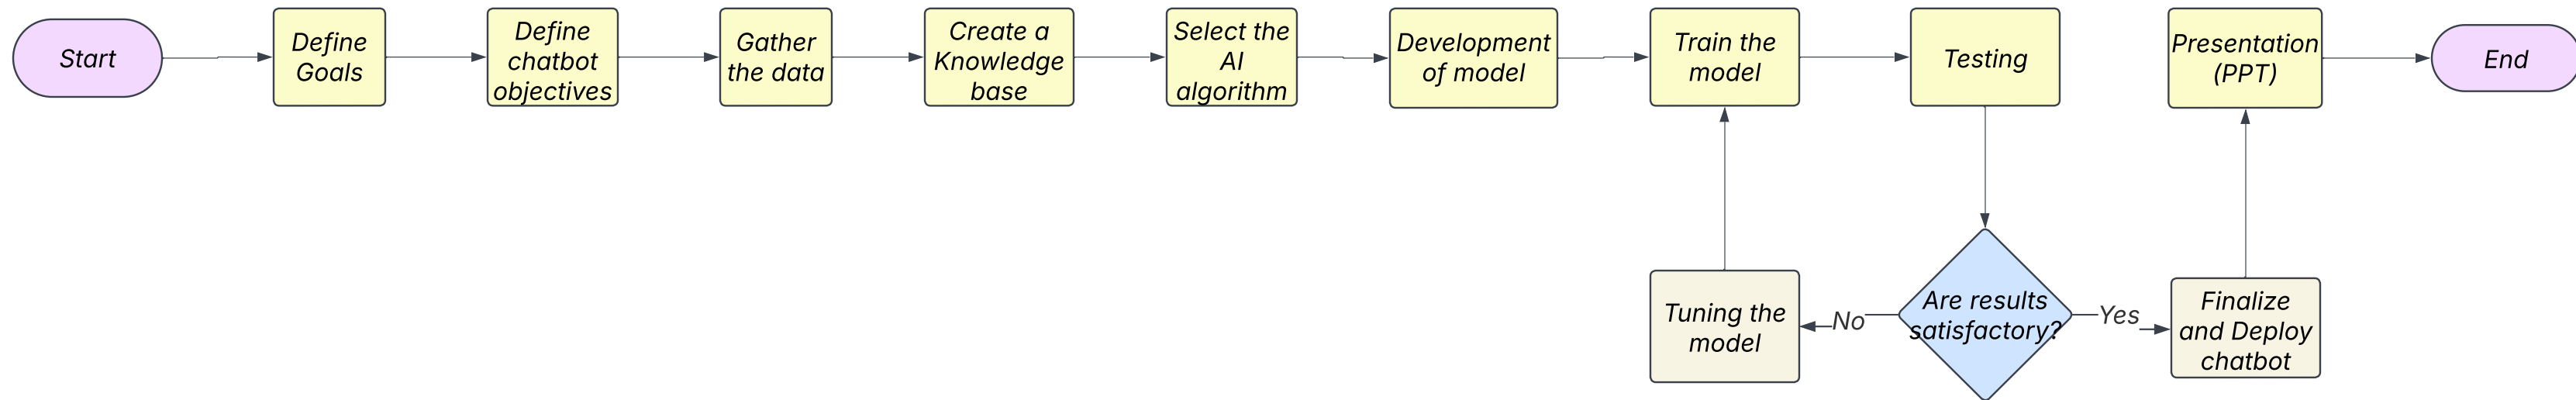 Start
Define
Goals
Define
chatbot
objectives
Gather
the data
Create a
Knowledge
base
Select the
AI
algorithm
Development
of model
Train the
model
Testing
Presentation
(PPT)
End
Tuning the
model
No
Are results
satisfactory?
Yes
Finalize
and Deploy
chatbot